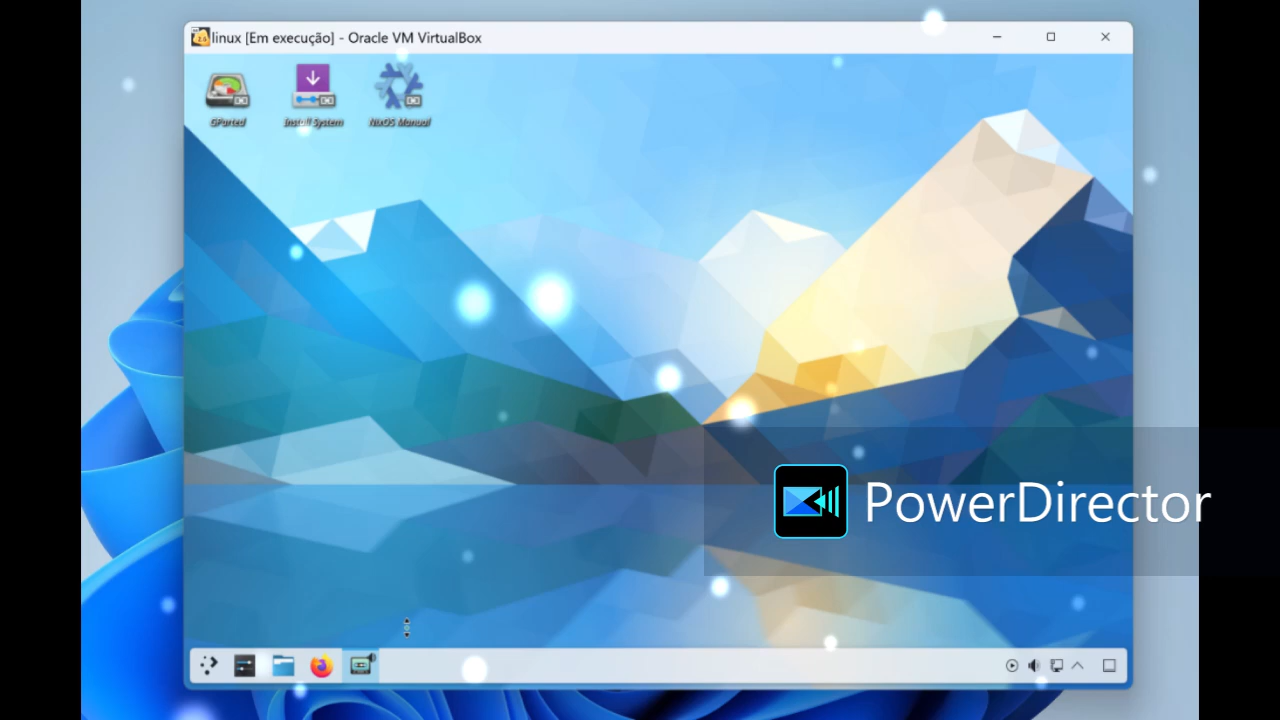 linux [Em execução] - Oracle VM VirtualBox
GParted
Install System
NixOS Manual
PowerDirector